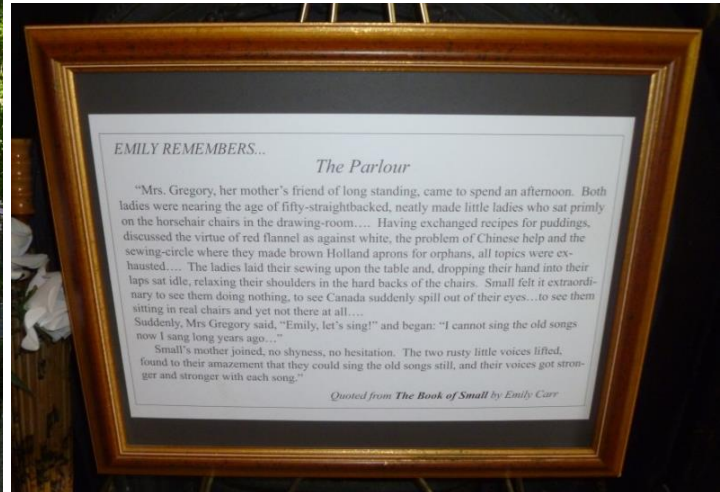 EMILY REMEMBERS...
The Parlour
“Mrs. Gregory, her mother’s friend of long standing, came to spend an afternoon. Both
ladies were nearing the age of fifty-straightbacked, neatly made little ladies who sat primly
on the horsehair chairs in the drawing-room.... Having exchanged recipes for puddings,
discussed the virtue of red flannel as against white, the problem of Chinese help and the
sewing-circle where they made brown Holland aprons for orphans, all topics were ex-
hausted.... The ladies laid their sewing upon the table and, dropping their hand into their
laps sat idle, relaxing their shoulders in the hard backs of the chairs. Small felt it extraordi-
nary to see them doing nothing, to see Canada suddenly spill out of their eyes...to see them
sitting in real chairs and yet not there at all....
Suddenly, Mrs Gregory said, “Emily, let’s sing!” and began: “I cannot sing the old songs
now I sang long years ago...”
Small’s mother joined, no shyness, no hesitation. The two rusty little voices lifted,
found to their amazement that they could sing the old songs still, and their voices got stron-
ger and stronger with each song.”
Quoted from The Book of Small by Emily Carr